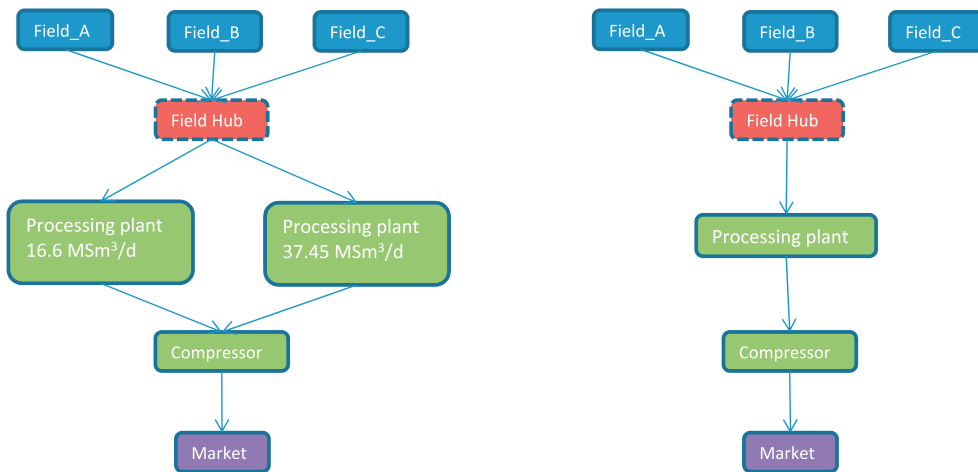 Field_A
Field_B
Field_C
Field Hub
Processing plant
16.6 MSm³/d
Processing plant
37.45 MSm³/d
Compressor
Market
Field_A
Field_B
Field_C
Field Hub
Processing plant
Compressor
Market